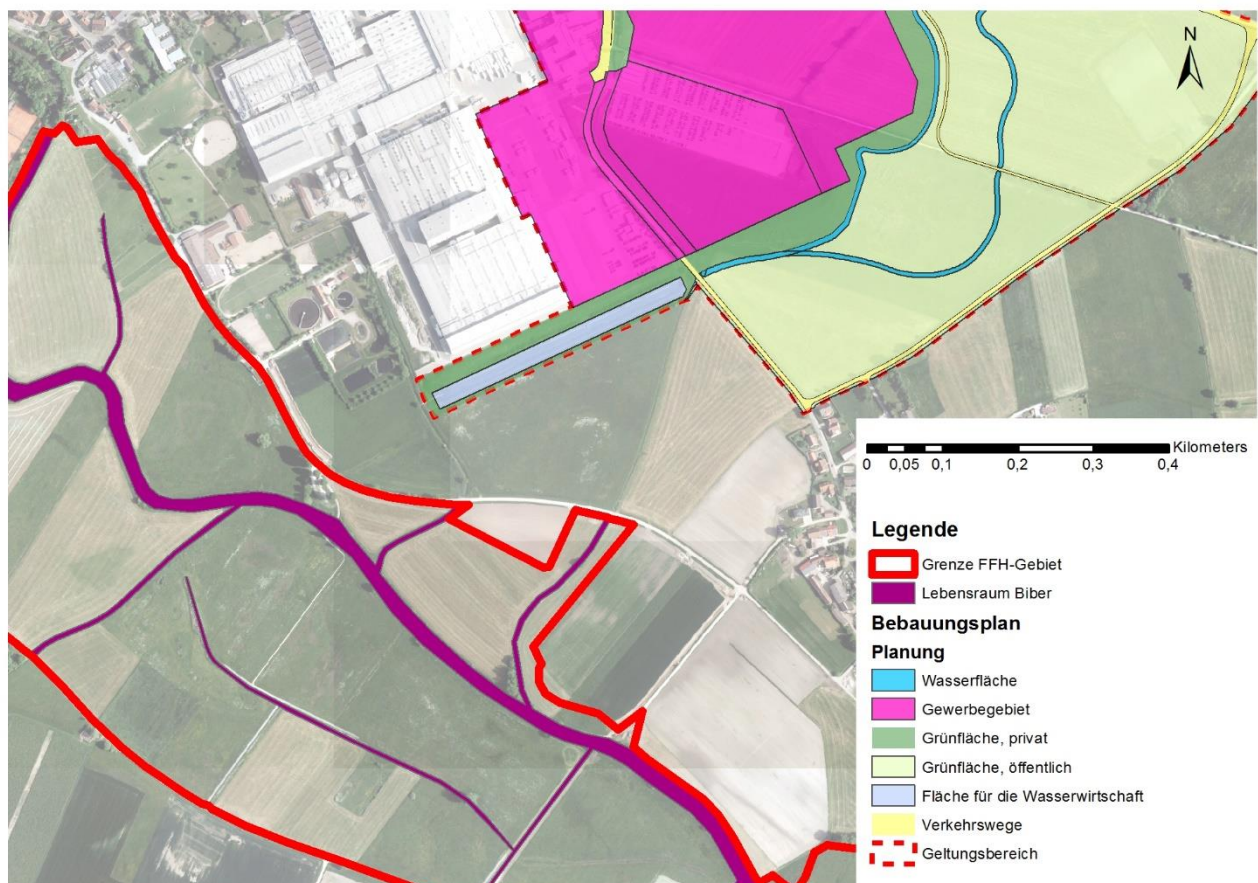 N
Kilometers
0 0,05 0,1 0,2 0,3 0,4
Legende
Grenze FFH-Gebiet
Lebensraum Biber
Bebauungsplan
Planung
Wasserfläche
Gewerbegebiet
Grünfläche, privat
Grünfläche, öffentlich
Fläche für die Wasserwirtschaft
Verkehrswege
Geltungsbereich